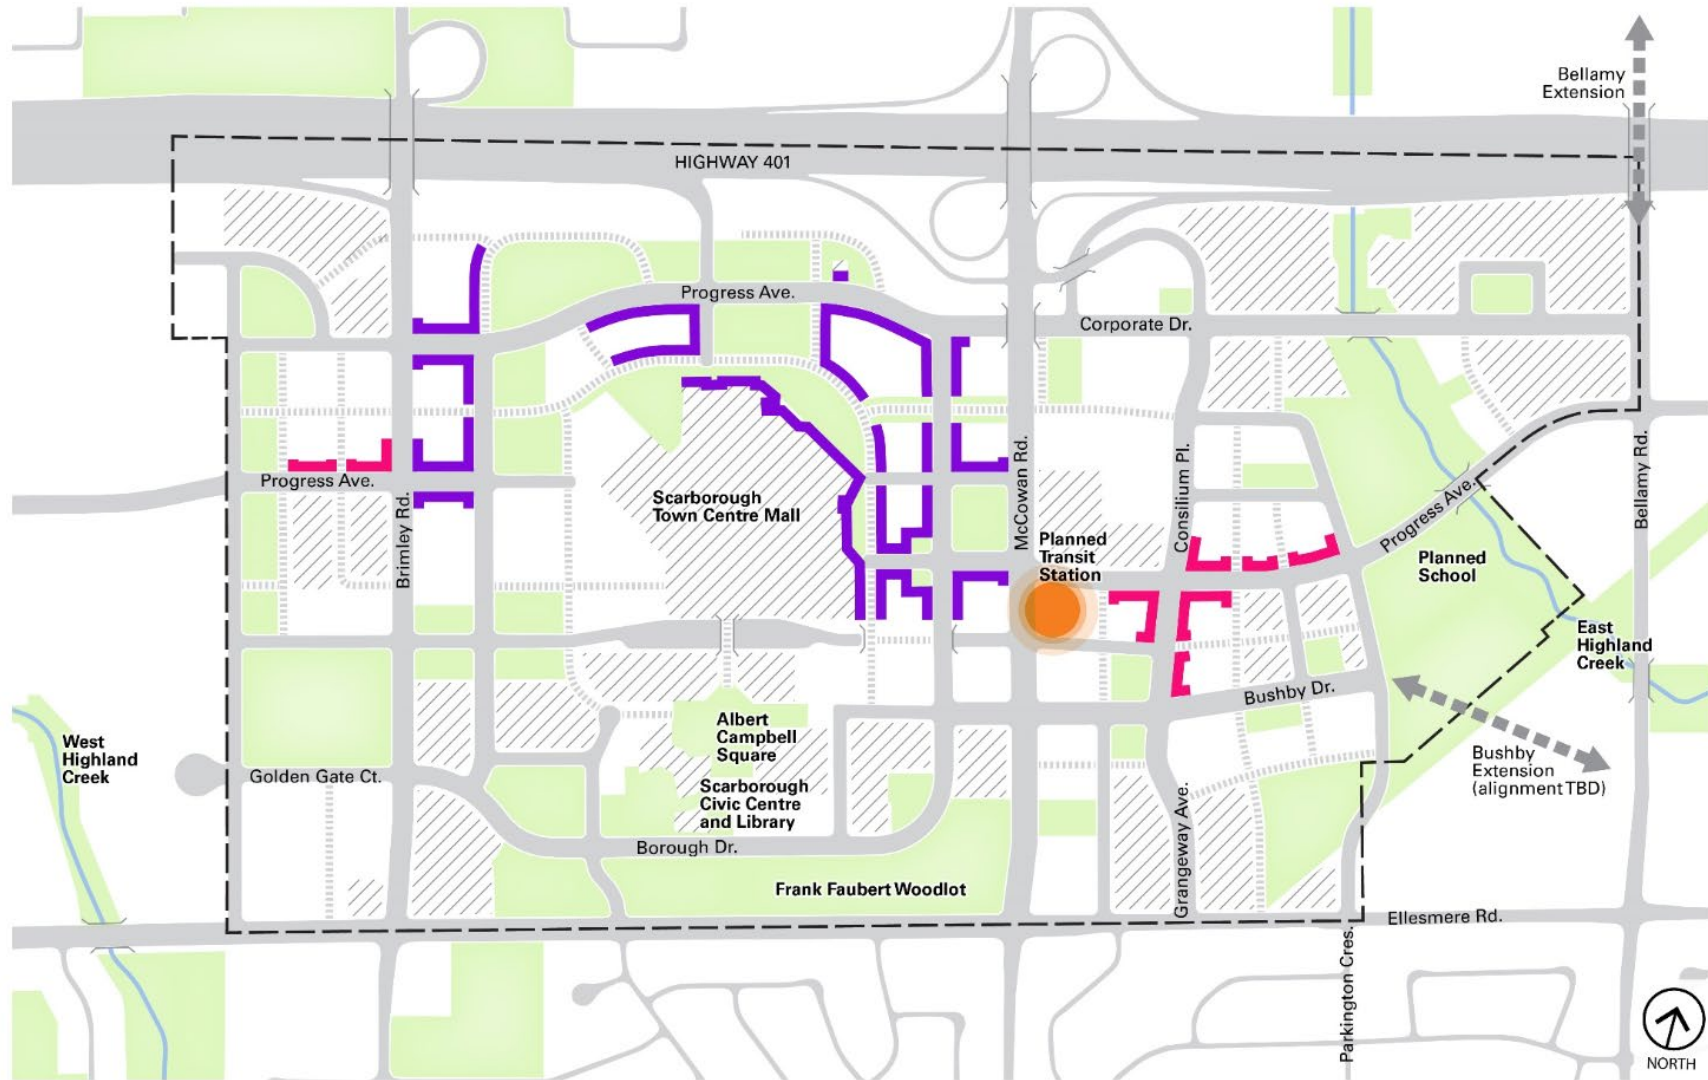 Bellamy
Extension
HIGHWAY 401
Progress Ave.
Corporate Dr.
Progress Ave.
Brimley Rd.
Scarborough
Town Centre Mall
McCowan Rd.
Planned
Transit
Station
Consilium Pl.
Progress Ave.
Bellamy Rd.
Planned
School
East
Highland
Creek
Bushby Dr.
Bushby
Extension
(alignment TBD)
West
Highland
Creek
Golden Gate Ct.
Albert
Campbell
Square
Scarborough
Civic Centre
and Library
Borough Dr.
Frank Faubert Woodlot
Grangeway Ave.
Ellesmere Rd.
Parkington Cres.
NORTH